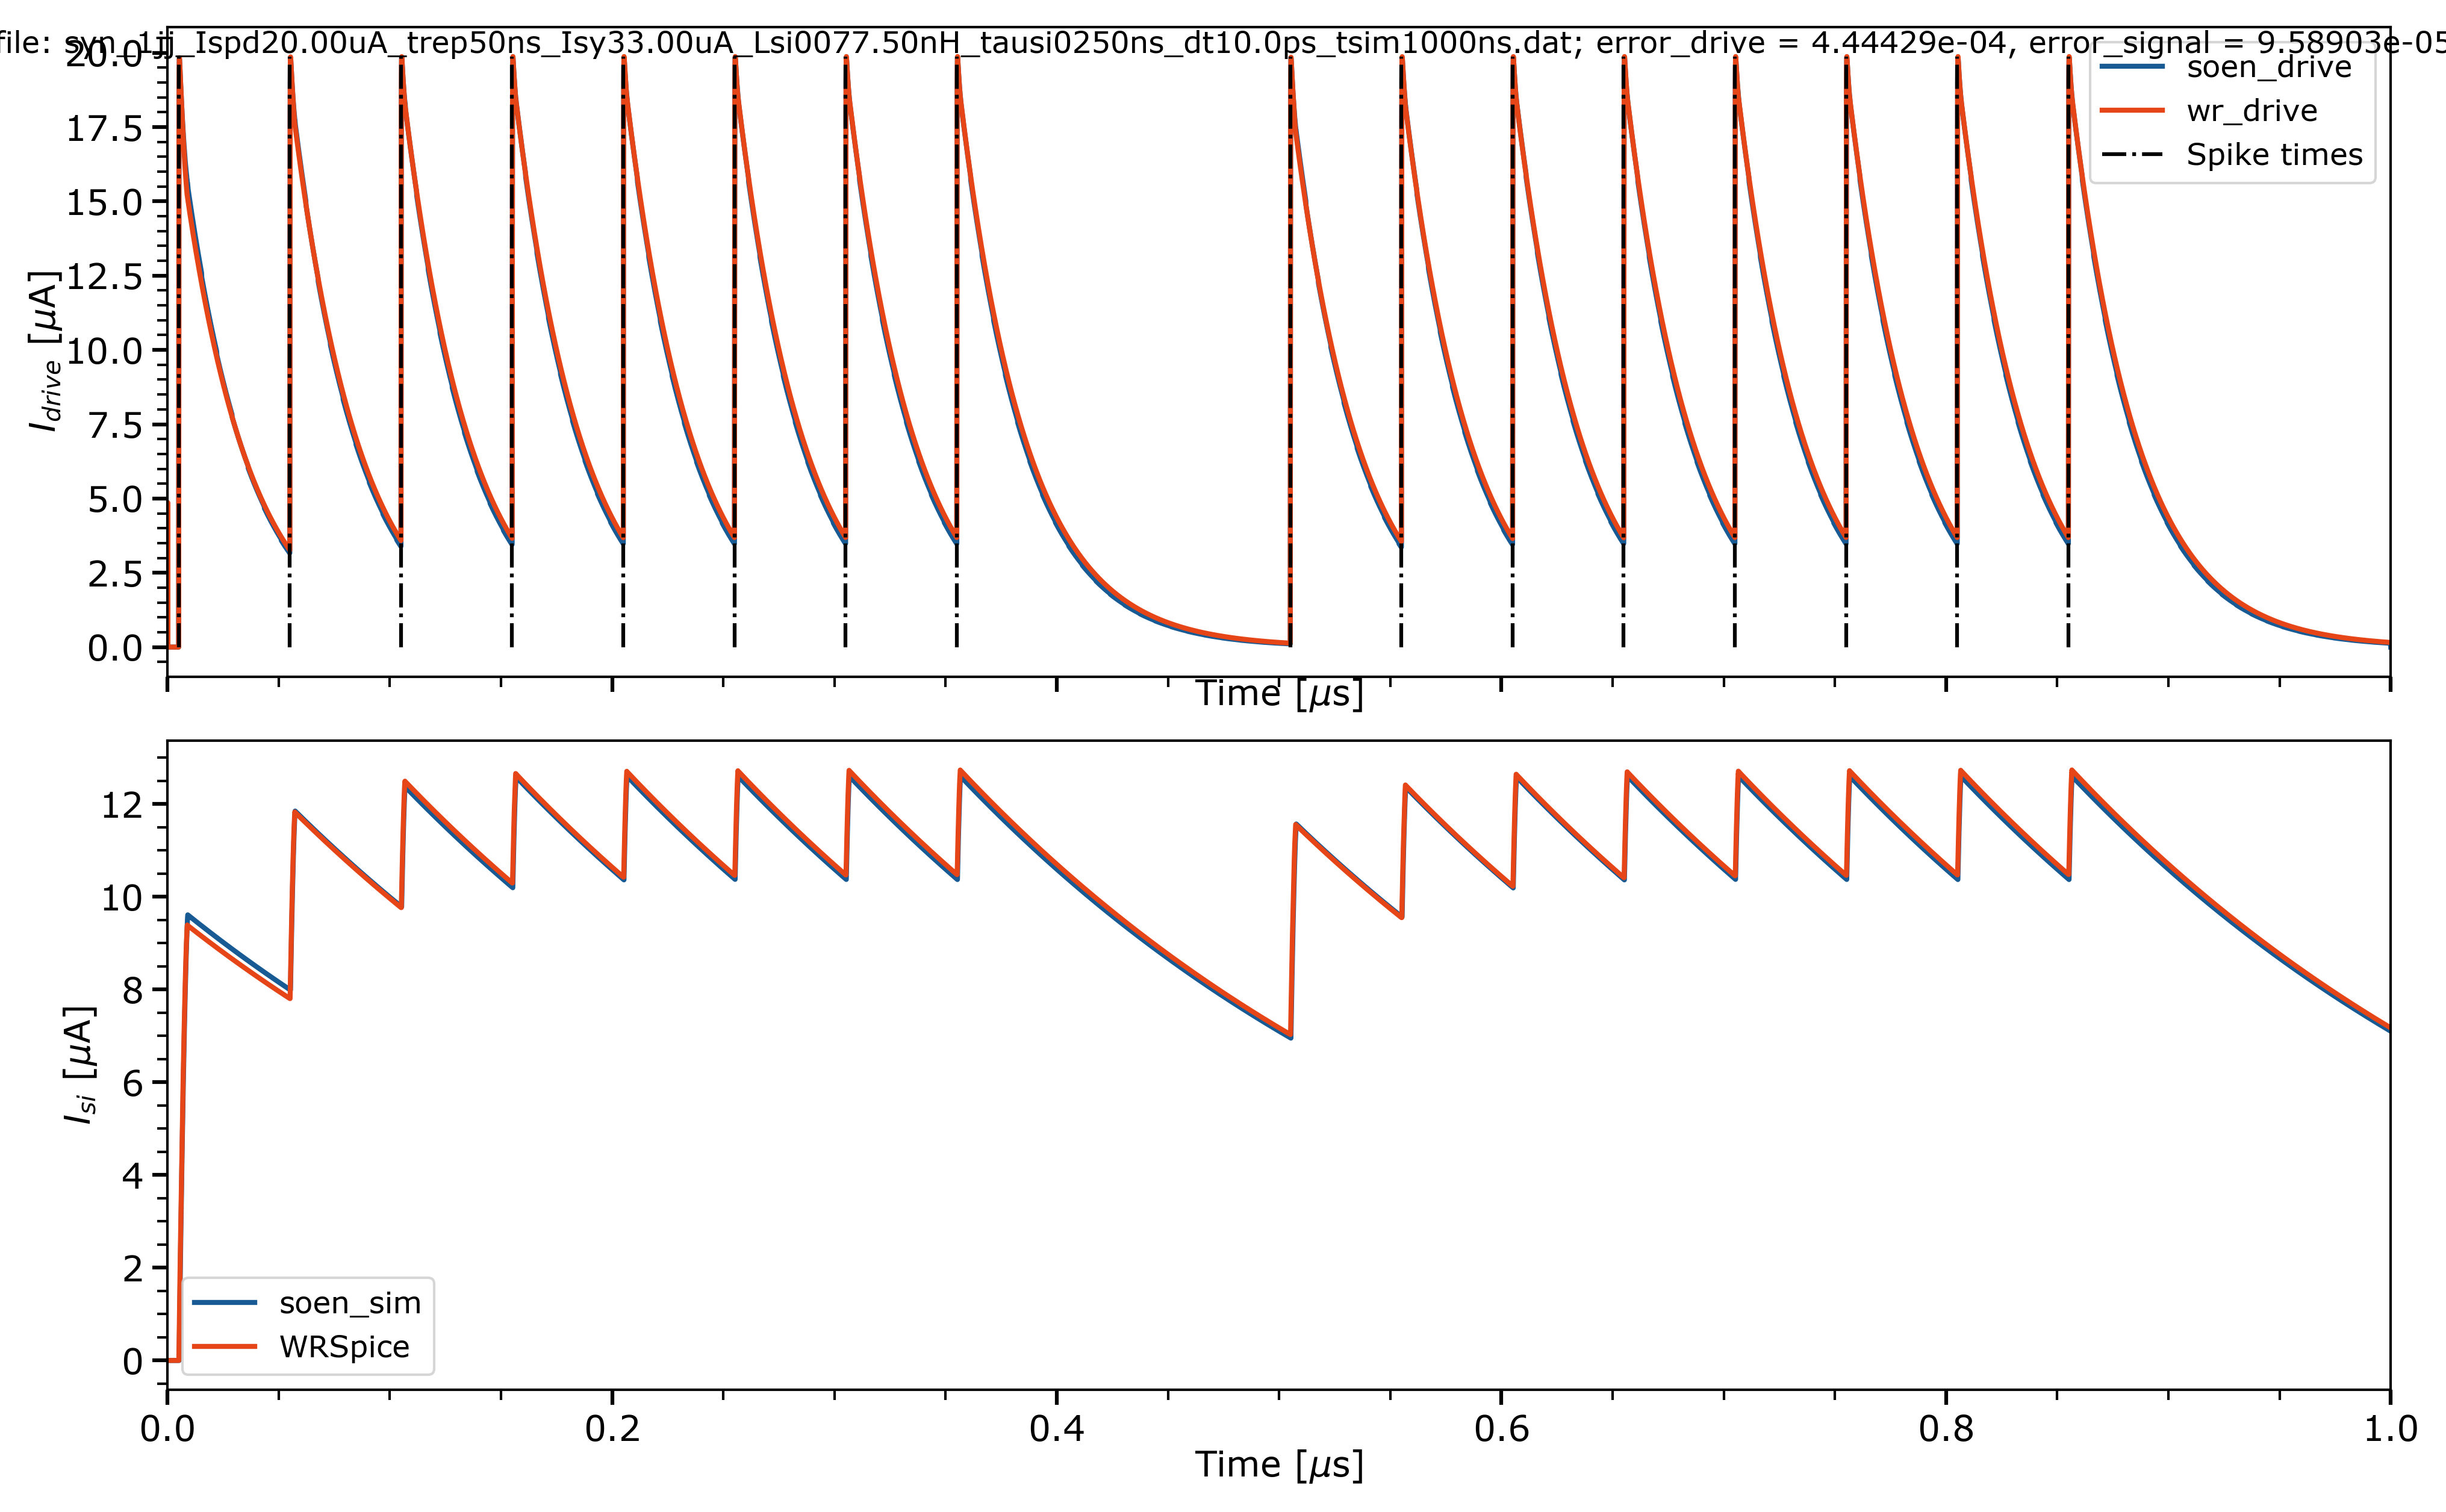 file: syn_1jj_Ispd20.00uA_trep50ns_Isy33.00uA_Lsi0077.50nH_tausi0250ns_dt10.0ps_tsim1000ns.dat; error_drive = 4.44429e-04, error_signal = 9.58903e-05
20.0
17.5
15.0
12.5
10.0
7.5
5.0
2.5
0.0
I_drive [μA]
soen_drive
wr_drive
Spike times
Time [μs]
12
10
8
6
4
2
0
I_si [μA]
soen_sim
WRSpice
0.0 0.2 0.4 0.6 0.8 1.0
Time [μs]